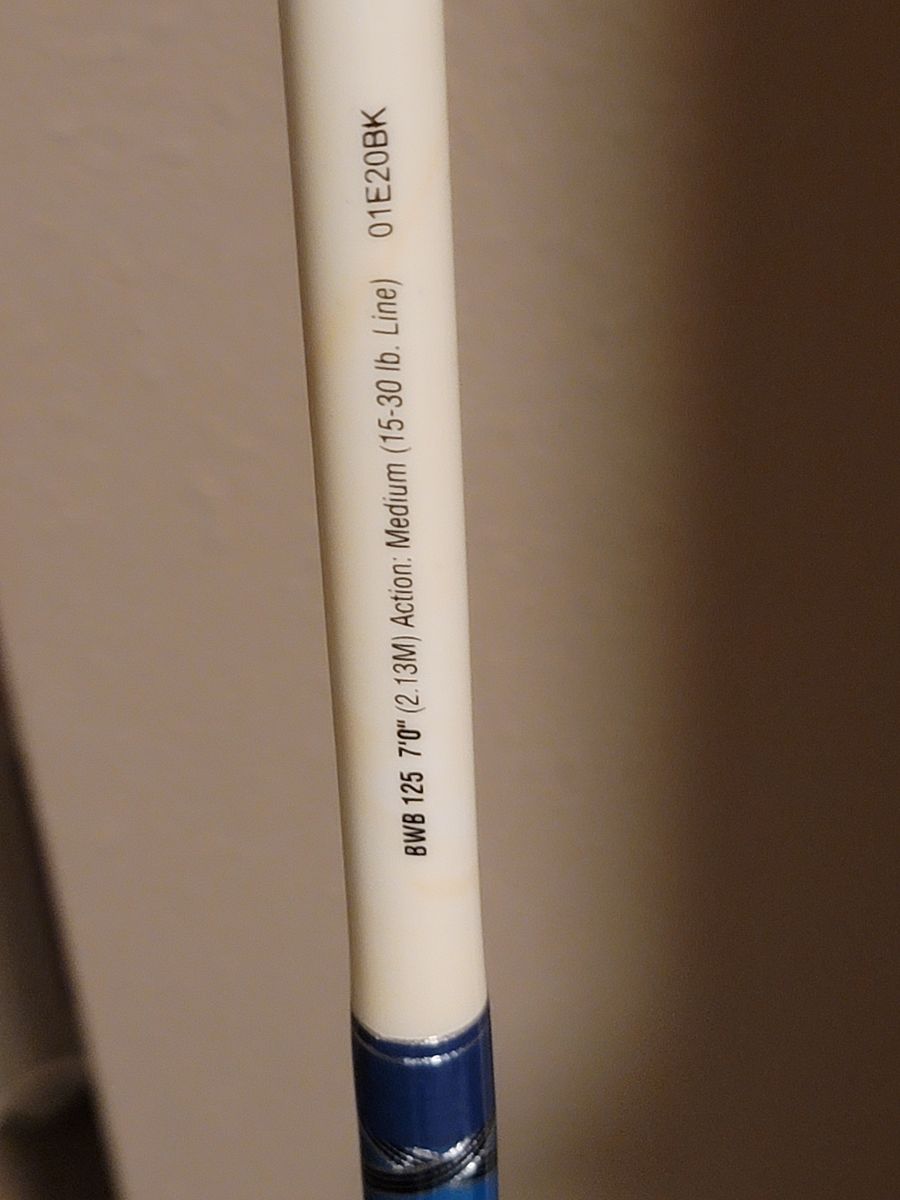 BWB 125 7'0" (2.13M) Action: Medium (15-30 lb. Line) 01E20BK